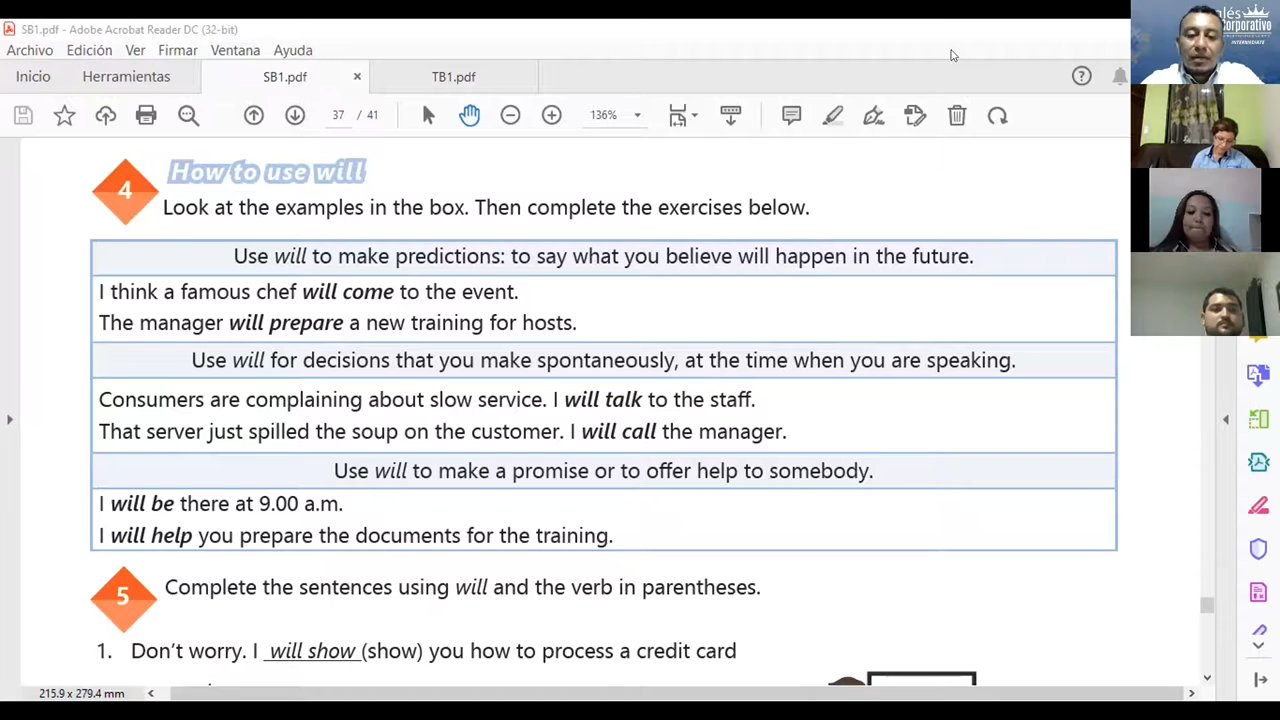 SB1.pdf - Adobe Acrobat Reader DC (32-bit)
Archivo Edición Ver Firmar Ventana Ayuda
Inicio Herramientas SB1.pdf × TB1.pdf
37 / 41 136%
glés
Corporativo
INTERMEDIATE
4 How to use will
Look at the examples in the box. Then complete the exercises below.
Use will to make predictions: to say what you believe will happen in the future.
I think a famous chef will come to the event.
The manager will prepare a new training for hosts.
Use will for decisions that you make spontaneously, at the time when you are speaking.
Consumers are complaining about slow service. I will talk to the staff.
That server just spilled the soup on the customer. I will call the manager.
Use will to make a promise or to offer help to somebody.
I will be there at 9.00 a.m.
I will help you prepare the documents for the training.
5 Complete the sentences using will and the verb in parentheses.
1. Don't worry. I will show (show) you how to process a credit card
215.9 x 279.4 mm